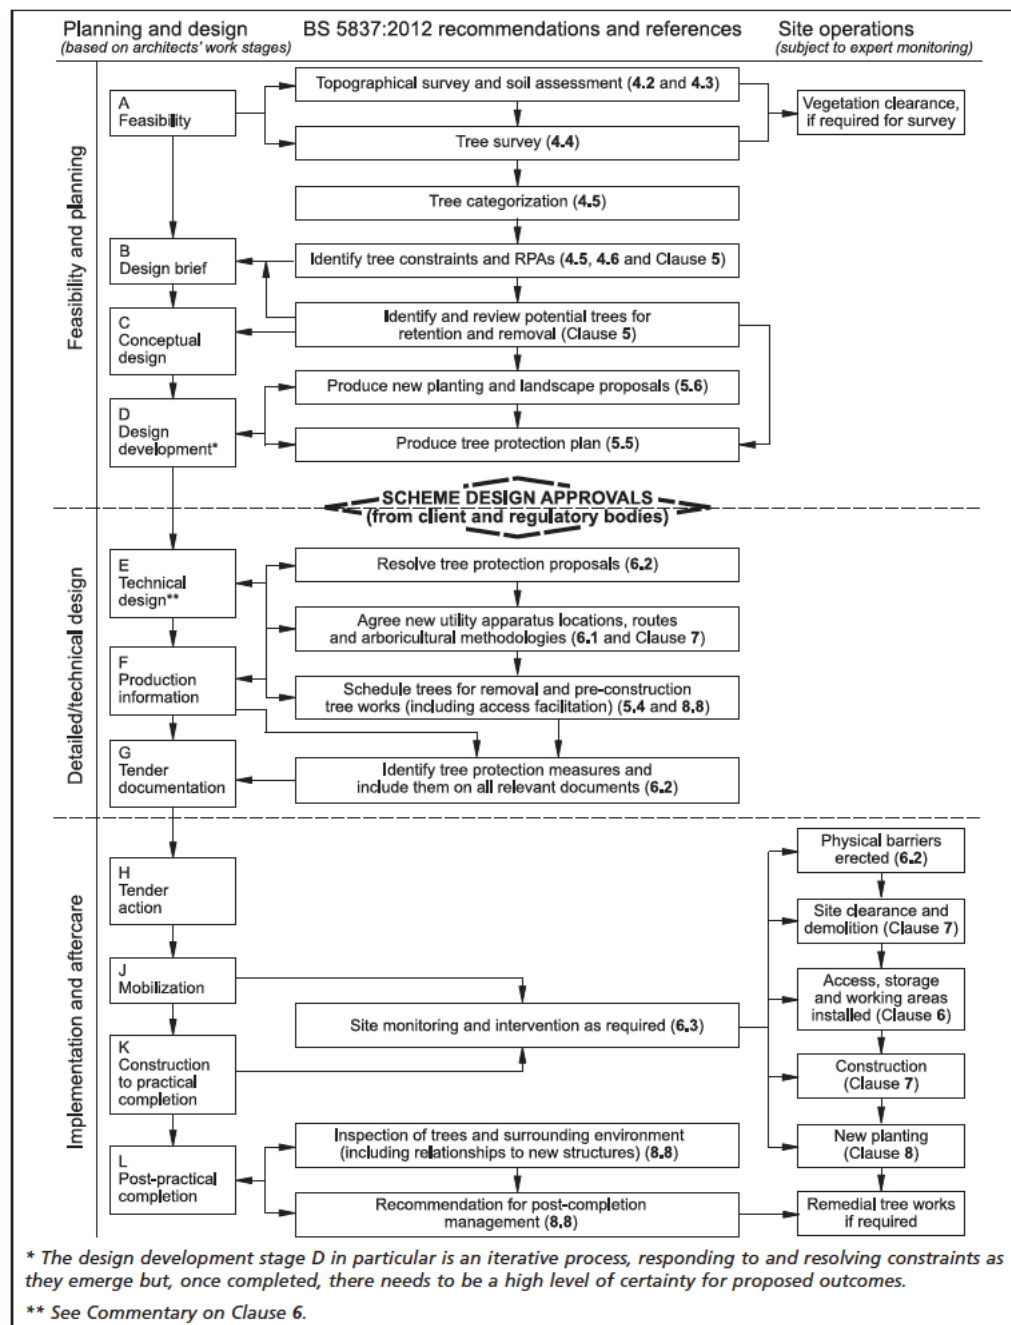 Planning and design
(based on architects' work stages)
BS 5837:2012 recommendations and references
Site operations
(subject to expert monitoring)
Feasibility and planning
A
Feasibility
Topographical survey and soil assessment (4.2 and 4.3)
Vegetation clearance,
if required for survey
Tree survey (4.4)
Tree categorization (4.5)
B
Design brief
Identify tree constraints and RPAs (4.5, 4.6 and Clause 5)
C
Conceptual
design
Identify and review potential trees for
retention and removal (Clause 5)
Produce new planting and landscape proposals (5.6)
D
Design
development*
Produce tree protection plan (5.5)
SCHEME DESIGN APPROVALS
(from client and regulatory bodies)
Detailed/technical design
E
Technical
design**
Resolve tree protection proposals (6.2)
Agree new utility apparatus locations, routes
and arboricultural methodologies (6.1 and Clause 7)
F
Production
information
Schedule trees for removal and pre-construction
tree works (including access facilitation) (5.4 and 8.8)
G
Tender
documentation
Identify tree protection measures and
include them on all relevant documents (6.2)
Implementation and aftercare
H
Tender
action
Physical barriers
erected (6.2)
Site clearance and
demolition (Clause 7)
J
Mobilization
Access, storage
and working areas
installed (Clause 6)
Site monitoring and intervention as required (6.3)
K
Construction
to practical
completion
Construction
(Clause 7)
New planting
(Clause 8)
L
Post-practical
completion
Inspection of trees and surrounding environment
(including relationships to new structures) (8.8)
Recommendation for post-completion
management (8.8)
Remedial tree works
if required
* The design development stage D in particular is an iterative process, responding to and resolving constraints as
they emerge but, once completed, there needs to be a high level of certainty for proposed outcomes.
** See Commentary on Clause 6.